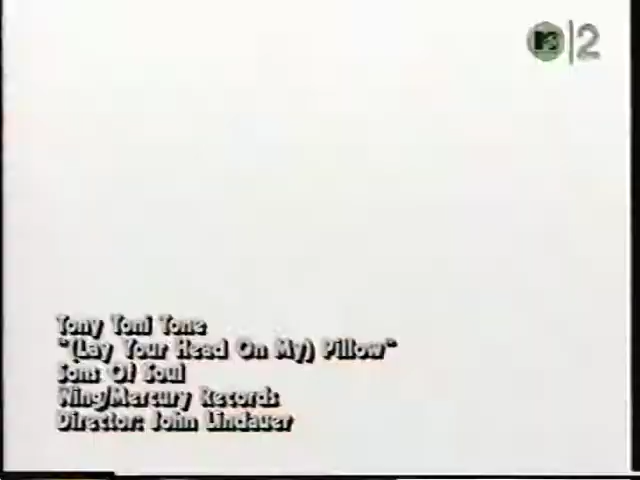 MTV 2
Tony Toni Tone
"(Lay Your Head On My) Pillow"
Sons Of Soul
Wing/Mercury Records
Director: John Lindauer